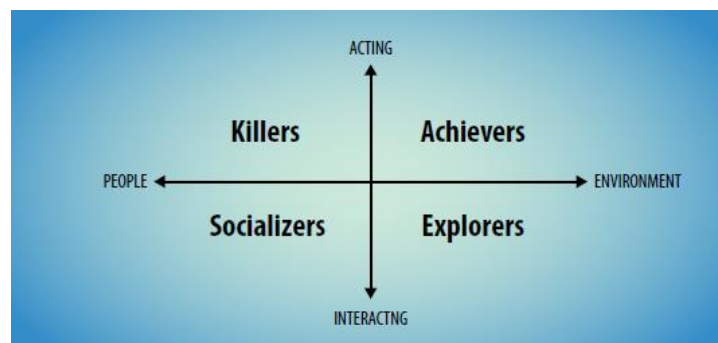 ACTING
Killers Achievers
PEOPLE ENVIRONMENT
Socializers Explorers
INTERACTNG